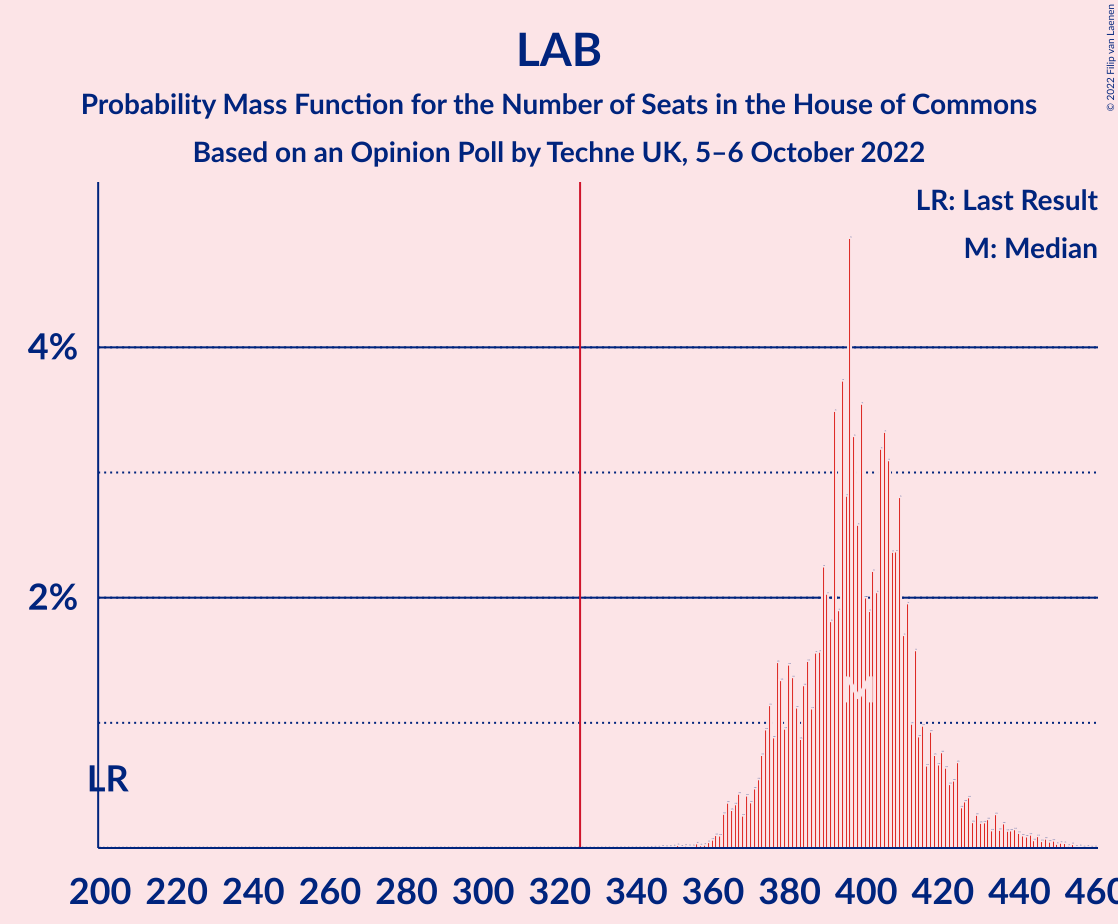 LAB
Probability Mass Function for the Number of Seats in the House of Commons
Based on an Opinion Poll by Techne UK, 5–6 October 2022
© 2022 Filip van Laenen
LR: Last Result
M: Median
4%
2%
LR
M
200 220 240 260 280 300 320 340 360 380 400 420 440 460